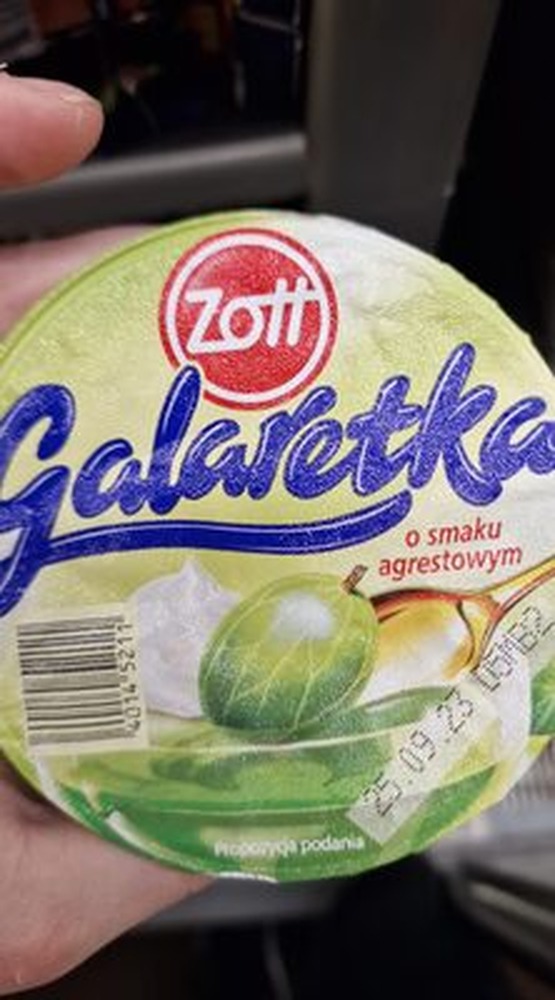 Zott
Galaretka
o smaku
agrestowym
4014 5211
25.09.23
Propozycja podania